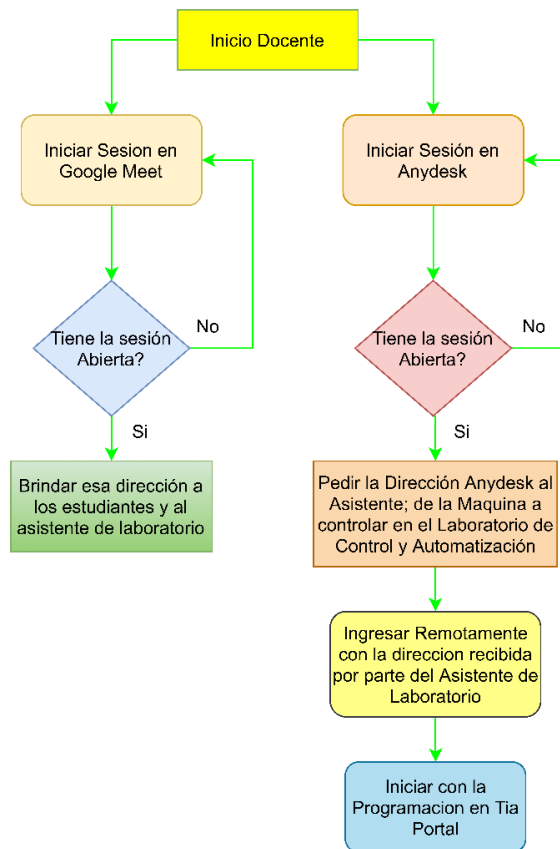 Inicio Docente
Iniciar Sesion en
Google Meet
Tiene la sesión
Abierta?
No
Si
Brindar esa dirección a
los estudiantes y al
asistente de laboratorio
Iniciar Sesión en
Anydesk
Tiene la sesión
Abierta?
No
Si
Pedir la Dirección Anydesk al
Asistente; de la Maquina a
controlar en el Laboratorio de
Control y Automatización
Ingresar Remotamente
con la direccion recibida
por parte del Asistente de
Laboratorio
Iniciar con la
Programacion en Tia
Portal